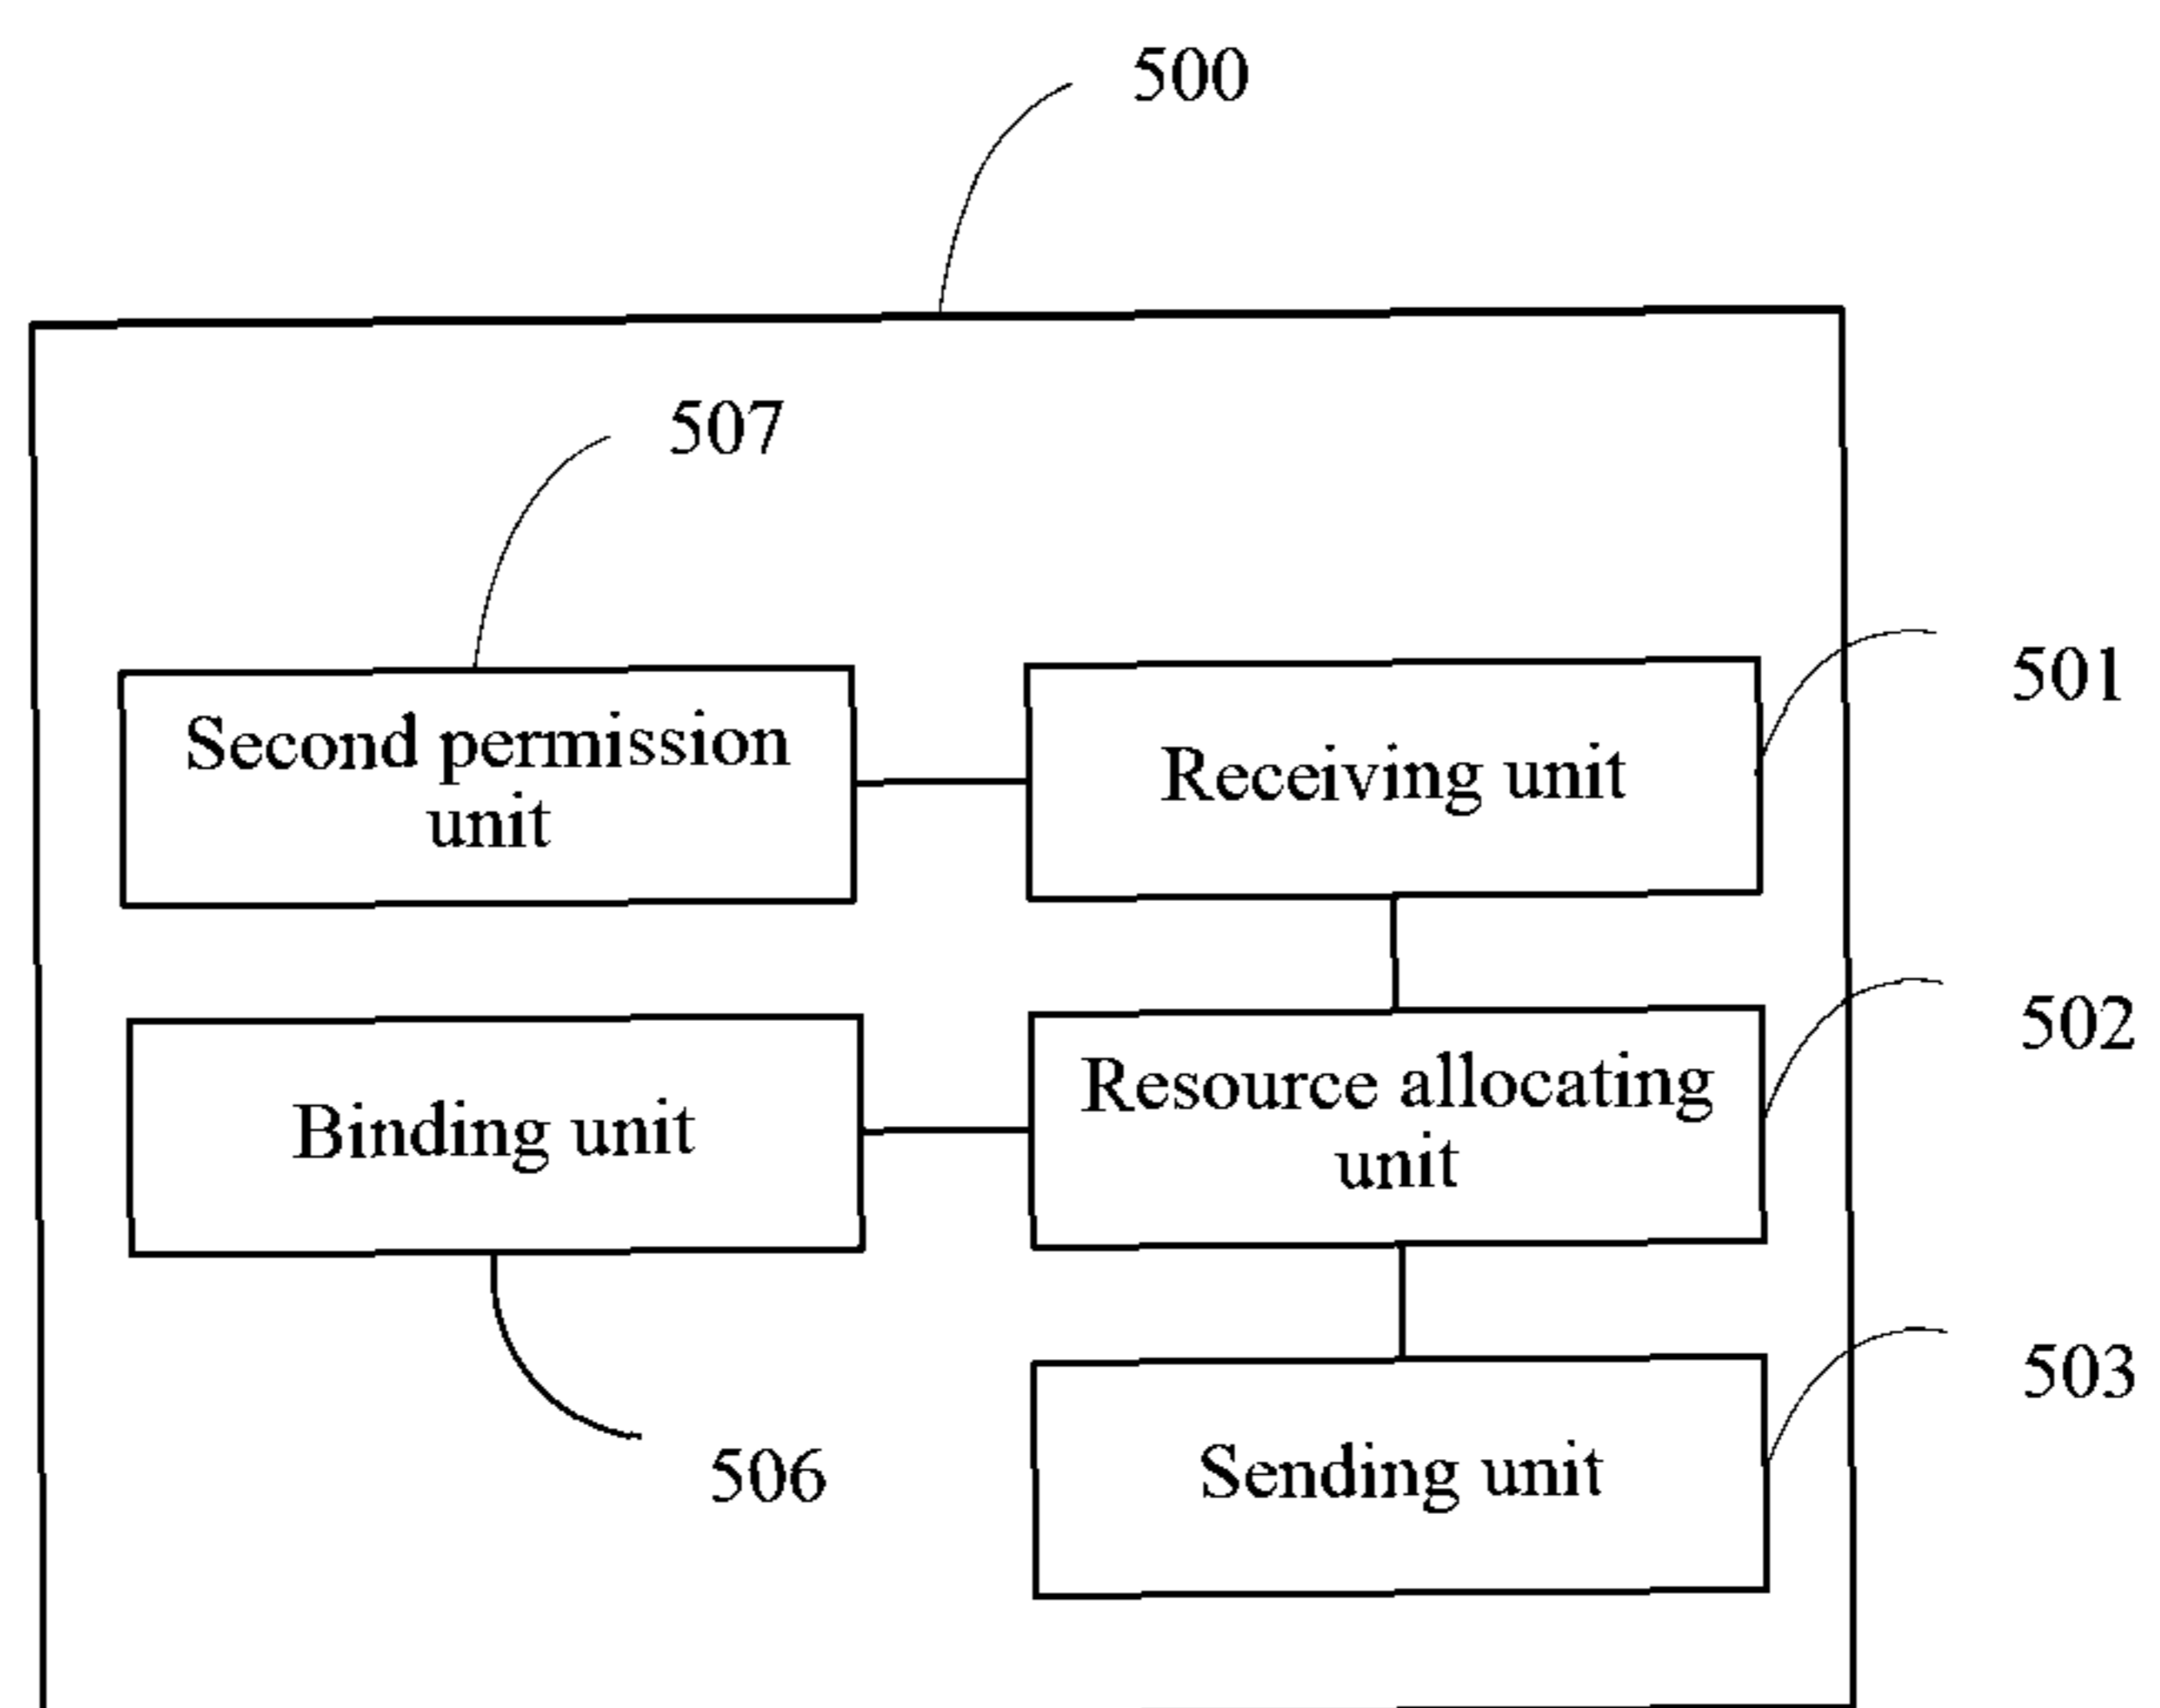 500
507
501
Second permission
unit
Receiving unit
502
Binding unit
Resource allocating
unit
503
506
Sending unit